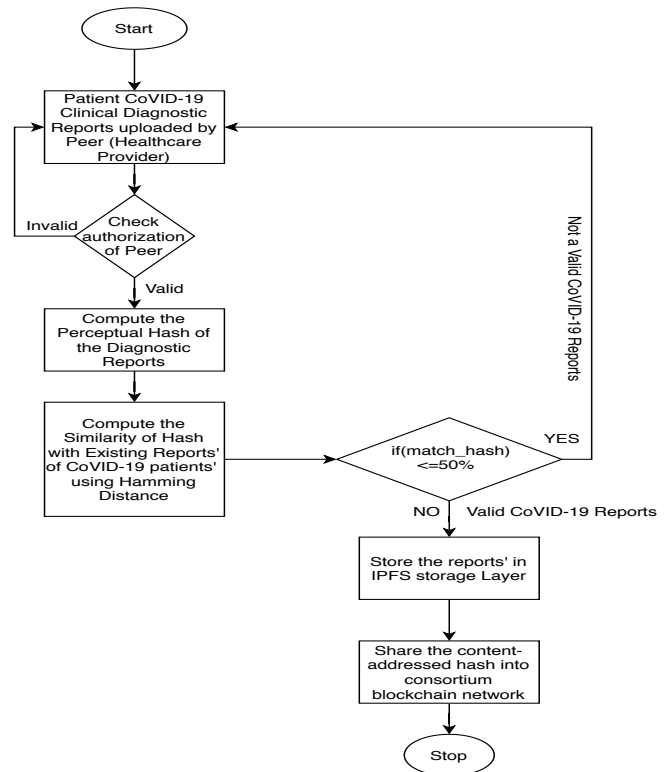 Start
Patient CoVID-19
Clinical Diagnostic
Reports uploaded by
Peer (Healthcare
Provider)
Invalid
Check
authorization
of Peer
Valid
Compute the
Perceptual Hash of
the Diagnostic
Reports
Compute the
Similarity of Hash
with Existing Reports'
of CoVID-19 patients'
using Hamming
Distance
if(match_hash)
<=50%
YES
Not a Valid CoVID-19 Reports
NO
Valid CoVID-19 Reports
Store the reports' in
IPFS storage Layer
Share the content-
addressed hash into
consortium
blockchain network
Stop